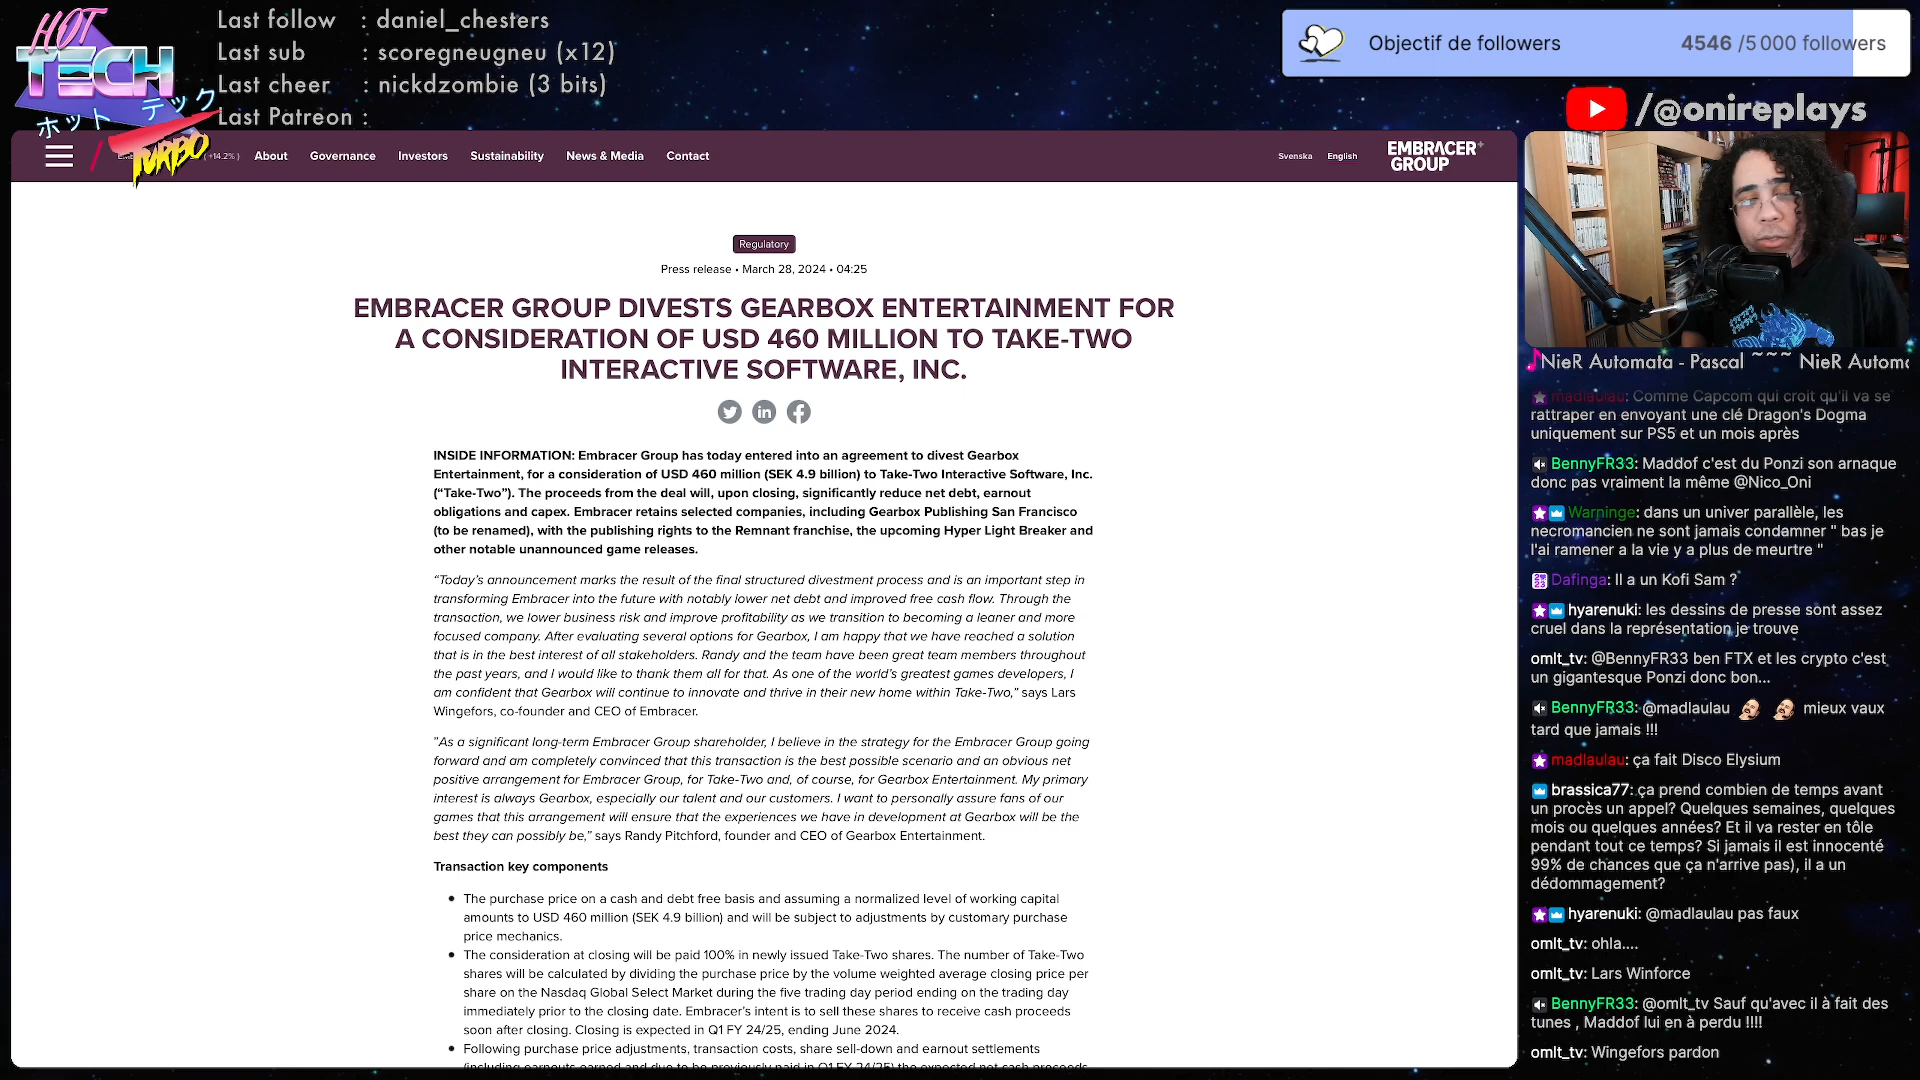 HOT
TECH
ホット テック
TURBO
Last follow : daniel_chesters
Last sub : scoregneugneu (x12)
Last cheer : nickdzombie (3 bits)
Last Patreon :
Objectif de followers 4546 /5 000 followers
/@onireplays
(+14.2%) About Governance Investors Sustainability News & Media Contact Svenska English EMBRACER+
GROUP
Regulatory
Press release • March 28, 2024 • 04:25
EMBRACER GROUP DIVESTS GEARBOX ENTERTAINMENT FOR
A CONSIDERATION OF USD 460 MILLION TO TAKE-TWO
INTERACTIVE SOFTWARE, INC.
INSIDE INFORMATION: Embracer Group has today entered into an agreement to divest Gearbox
Entertainment, for a consideration of USD 460 million (SEK 4.9 billion) to Take-Two Interactive Software, Inc.
(“Take-Two”). The proceeds from the deal will, upon closing, significantly reduce net debt, earnout
obligations and capex. Embracer retains selected companies, including Gearbox Publishing San Francisco
(to be renamed), with the publishing rights to the Remnant franchise, the upcoming Hyper Light Breaker and
other notable unannounced game releases.
“Today’s announcement marks the result of the final structured divestment process and is an important step in
transforming Embracer into the future with notably lower net debt and improved free cash flow. Through the
transaction, we lower business risk and improve profitability as we transition to becoming a leaner and more
focused company. After evaluating several options for Gearbox, I am happy that we have reached a solution
that is in the best interest of all stakeholders. Randy and the team have been great team members throughout
the past years, and I would like to thank them all for that. As one of the world’s greatest games developers, I
am confident that Gearbox will continue to innovate and thrive in their new home within Take-Two,” says Lars
Wingefors, co-founder and CEO of Embracer.
”As a significant long-term Embracer Group shareholder, I believe in the strategy for the Embracer Group going
forward and am completely convinced that this transaction is the best possible scenario and an obvious net
positive arrangement for Embracer Group, for Take-Two and, of course, for Gearbox Entertainment. My primary
interest is always Gearbox, especially our talent and our customers. I want to personally assure fans of our
games that this arrangement will ensure that the experiences we have in development at Gearbox will be the
best they can possibly be,” says Randy Pitchford, founder and CEO of Gearbox Entertainment.
Transaction key components
• The purchase price on a cash and debt free basis and assuming a normalized level of working capital
amounts to USD 460 million (SEK 4.9 billion) and will be subject to adjustments by customary purchase
price mechanics.
• The consideration at closing will be paid 100% in newly issued Take-Two shares. The number of Take-Two
shares will be calculated by dividing the purchase price by the volume weighted average closing price per
share on the Nasdaq Global Select Market during the five trading day period ending on the trading day
immediately prior to the closing date. Embracer’s intent is to sell these shares to receive cash proceeds
soon after closing. Closing is expected in Q1 FY 24/25, ending June 2024.
• Following purchase price adjustments, transaction costs, share sell-down and earnout settlements
(including earnouts earned and due to be previously paid in Q1 FY 24/25) the expected net cash proceeds
NieR Automata - Pascal ~~~ NieR Automa
madlaulau: Comme Capcom qui croit qu'il va se
rattraper en envoyant une clé Dragon's Dogma
uniquement sur PS5 et un mois après
BennyFR33: Maddof c'est du Ponzi son arnaque
donc pas vraiment la même @Nico_Oni
Warninge: dans un univer parallèle, les
necromancien ne sont jamais condamner " bas je
l'ai ramener a la vie y a plus de meurtre "
Dafinga: Il a un Kofi Sam ?
hyarenuki: les dessins de presse sont assez
cruel dans la représentation je trouve
omlt_tv: @BennyFR33 ben FTX et les crypto c'est
un gigantesque Ponzi donc bon...
BennyFR33: @madlaulau mieux vaux
tard que jamais !!!
madlaulau: ça fait Disco Elysium
brassica77: ça prend combien de temps avant
un procès un appel? Quelques semaines, quelques
mois ou quelques années? Et il va rester en tôle
pendant tout ce temps? Si jamais il est innocenté
99% de chances que ça n'arrive pas), il a un
dédommagement?
hyarenuki: @madlaulau pas faux
omlt_tv: ohla....
omlt_tv: Lars Winforce
BennyFR33: @omlt_tv Sauf qu'avec il à fait des
tunes , Maddof lui en à perdu !!!!
omlt_tv: Wingefors pardon